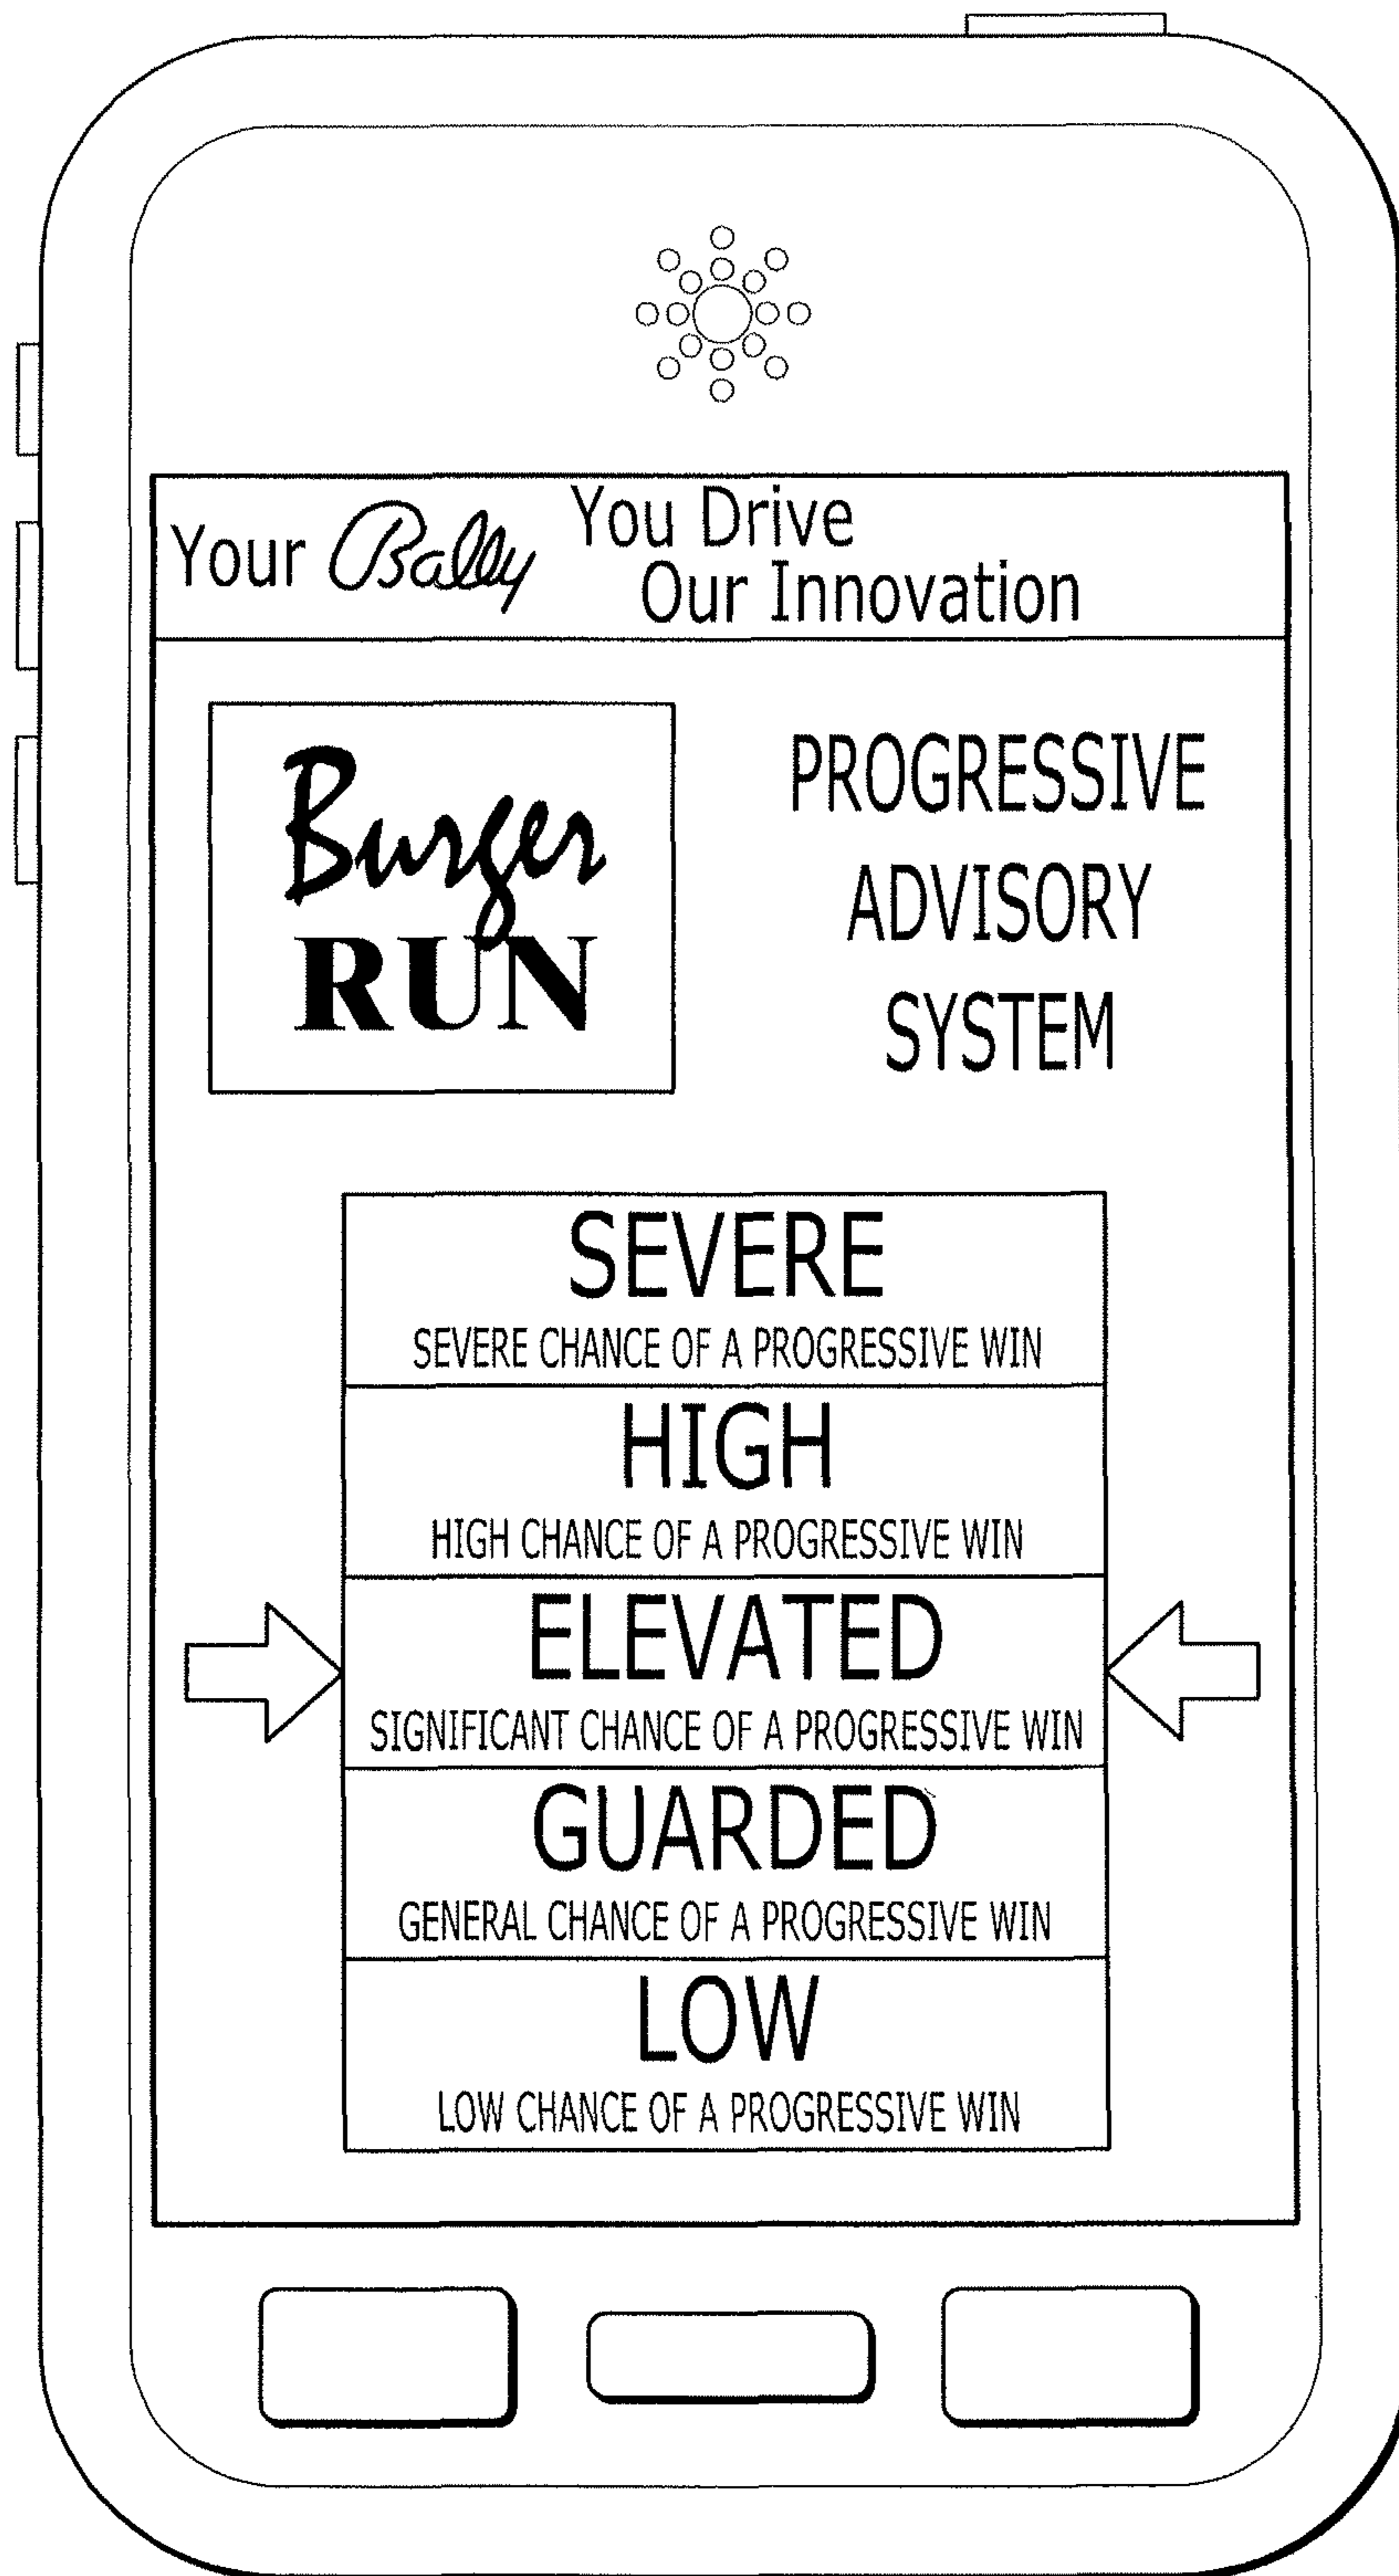 Your Bally You Drive
Our Innovation
Burger
RUN
PROGRESSIVE
ADVISORY
SYSTEM
SEVERE
SEVERE CHANCE OF A PROGRESSIVE WIN
HIGH
HIGH CHANCE OF A PROGRESSIVE WIN
ELEVATED
SIGNIFICANT CHANCE OF A PROGRESSIVE WIN
GUARDED
GENERAL CHANCE OF A PROGRESSIVE WIN
LOW
LOW CHANCE OF A PROGRESSIVE WIN